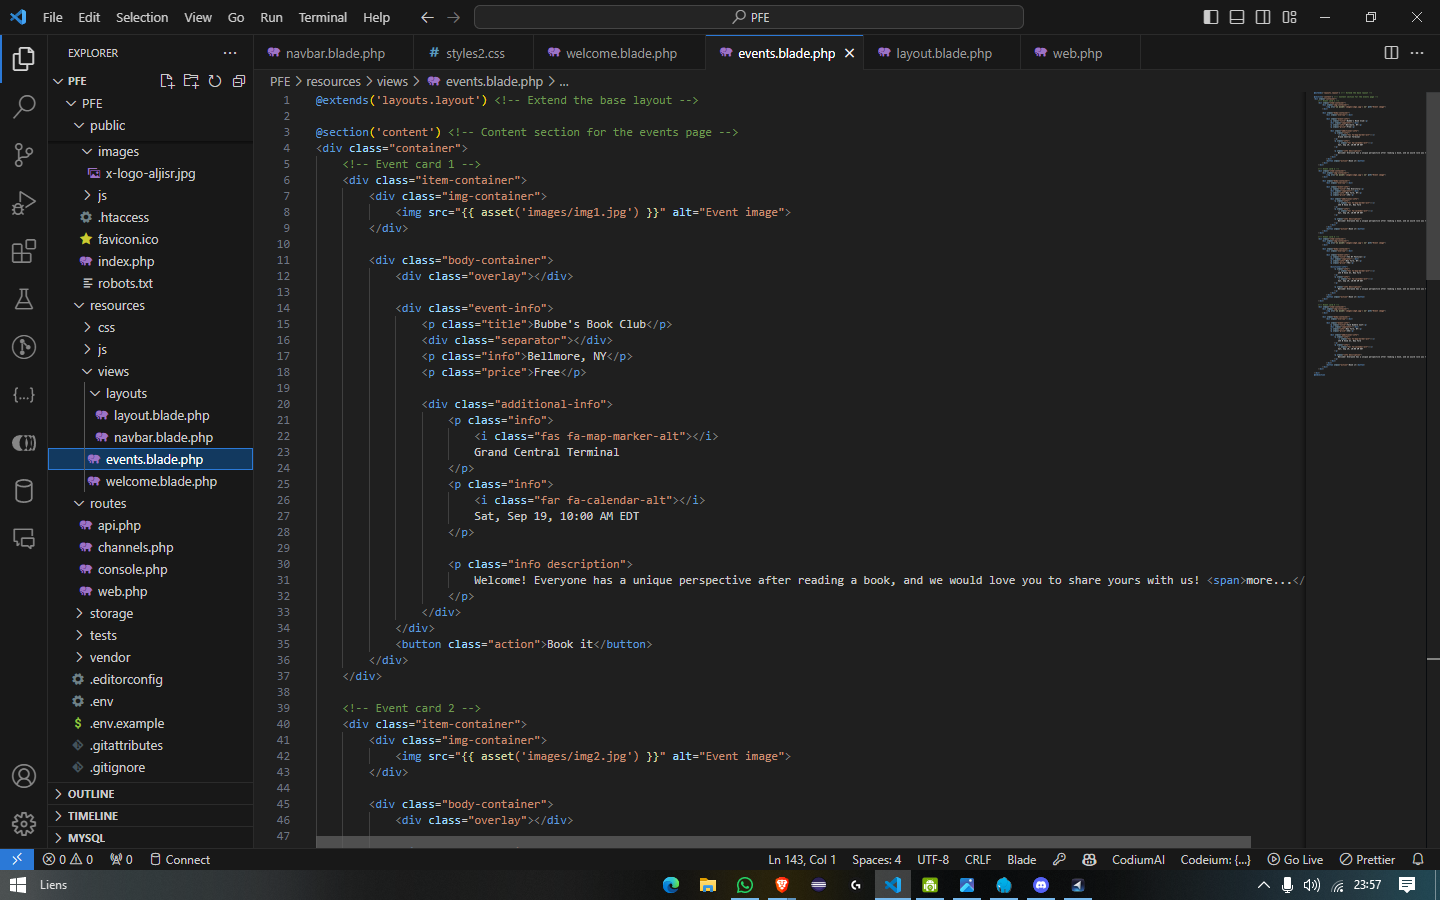 File Edit Selection View Go Run Terminal Help
PFE
EXPLORER
navbar.blade.php
styles2.css
welcome.blade.php
events.blade.php
layout.blade.php
web.php
PFE > resources > views > events.blade.php > ...
PFE
PFE
public
images
x-logo-aljisr.jpg
js
.htaccess
favicon.ico
index.php
robots.txt
resources
css
js
views
layouts
layout.blade.php
navbar.blade.php
events.blade.php
welcome.blade.php
routes
api.php
channels.php
console.php
web.php
storage
tests
vendor
.editorconfig
.env
.env.example
.gitattributes
.gitignore
OUTLINE
TIMELINE
MYSQL
1 @extends('layouts.layout') <!-- Extend the base layout -->
2
3 @section('content') <!-- Content section for the events page -->
4 <div class="container">
5 <!-- Event card 1 -->
6 <div class="item-container">
7 <div class="img-container">
8 <img src="{{ asset('images/img1.jpg') }}" alt="Event image">
9 </div>
10
11 <div class="body-container">
12 <div class="overlay"></div>
13
14 <div class="event-info">
15 <p class="title">Bubbe's Book Club</p>
16 <div class="separator"></div>
17 <p class="info">Bellmore, NY</p>
18 <p class="price">Free</p>
19
20 <div class="additional-info">
21 <p class="info">
22 <i class="fas fa-map-marker-alt"></i>
23 Grand Central Terminal
24 </p>
25 <p class="info">
26 <i class="far fa-calendar-alt"></i>
27 Sat, Sep 19, 10:00 AM EDT
28 </p>
29
30 <p class="info description">
31 Welcome! Everyone has a unique perspective after reading a book, and we would love you to share yours with us! <span>more...</
32 </p>
33 </div>
34 </div>
35 <button class="action">Book it</button>
36 </div>
37 </div>
38
39 <!-- Event card 2 -->
40 <div class="item-container">
41 <div class="img-container">
42 <img src="{{ asset('images/img2.jpg') }}" alt="Event image">
43 </div>
44
45 <div class="body-container">
46 <div class="overlay"></div>
47
0 0 0 Connect
Ln 143, Col 1 Spaces: 4 UTF-8 CRLF Blade CodiumAI Codeium: {...} Go Live Prettier
Liens
23:57